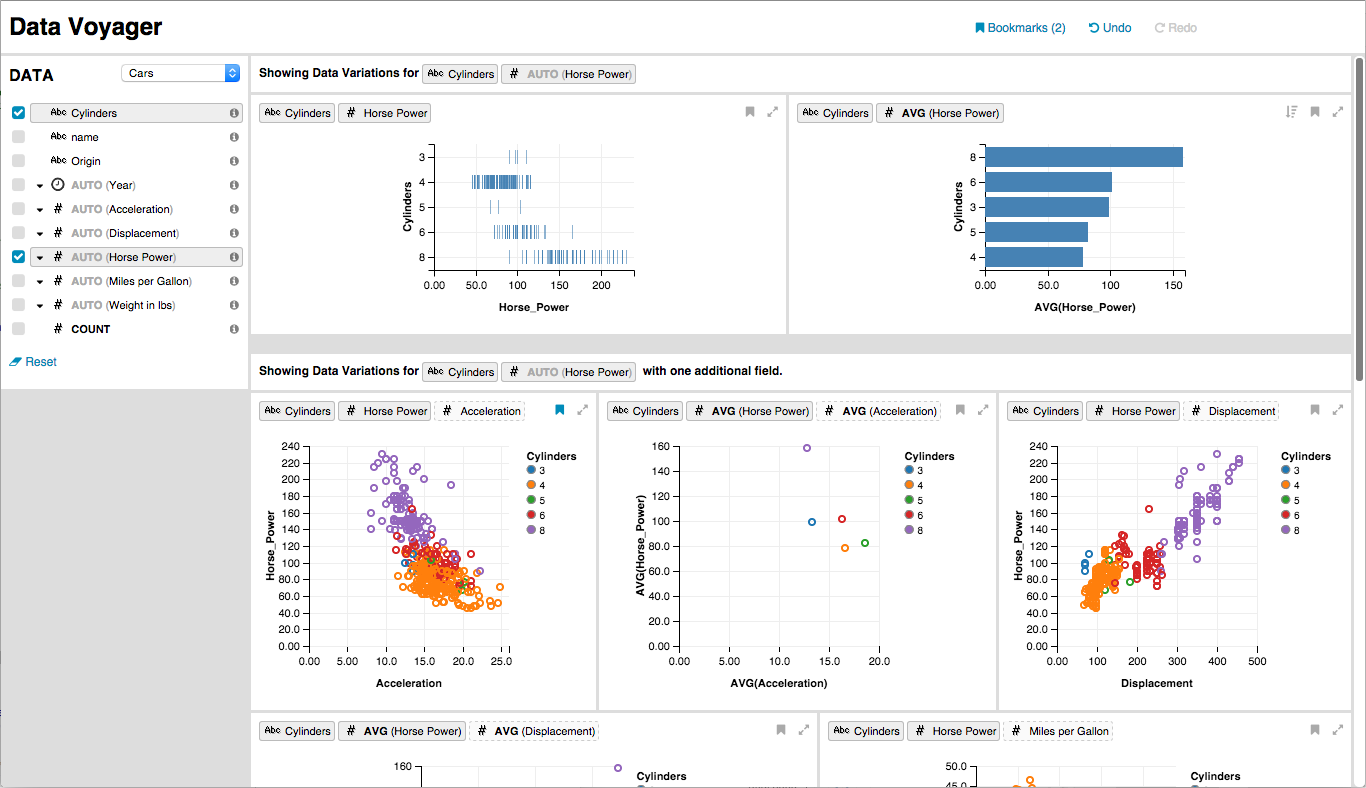 Data Voyager
Bookmarks (2) Undo Redo
DATA Cars
Abc Cylinders
Abc name
Abc Origin
AUTO (Year)
# AUTO (Acceleration)
# AUTO (Displacement)
# AUTO (Horse Power)
# AUTO (Miles per Gallon)
# AUTO (Weight in lbs)
# COUNT
Reset
Showing Data Variations for Abc Cylinders # AUTO (Horse Power)
Abc Cylinders # Horse Power
3
4
5
6
8
Cylinders
0.00 50.0 100 150 200
Horse_Power
Abc Cylinders # AVG (Horse Power)
8
6
3
5
4
Cylinders
0.00 50.0 100 150
AVG(Horse_Power)
Showing Data Variations for Abc Cylinders # AUTO (Horse Power) with one additional field.
Abc Cylinders # Horse Power # Acceleration
240
220
200
180
160
140
120
100
80.0
60.0
40.0
20.0
0.00
Horse_Power
0.00 5.00 10.0 15.0 20.0 25.0
Acceleration
Cylinders
3
4
5
6
8
Abc Cylinders # AVG (Horse Power) # AVG (Acceleration)
160
140
120
100
80.0
60.0
40.0
20.0
0.00
AVG(Horse_Power)
0.00 5.00 10.0 15.0 20.0
AVG(Acceleration)
Cylinders
3
4
5
6
8
Abc Cylinders # Horse Power # Displacement
240
220
200
180
160
140
120
100
80.0
60.0
40.0
20.0
0.00
Horse_Power
0.00 100 200 300 400 500
Displacement
Cylinders
3
4
5
6
8
Abc Cylinders # AVG (Horse Power) # AVG (Displacement)
160
Cylinders
Abc Cylinders # Horse Power # Miles per Gallon
50.0
45.0
Cylinders